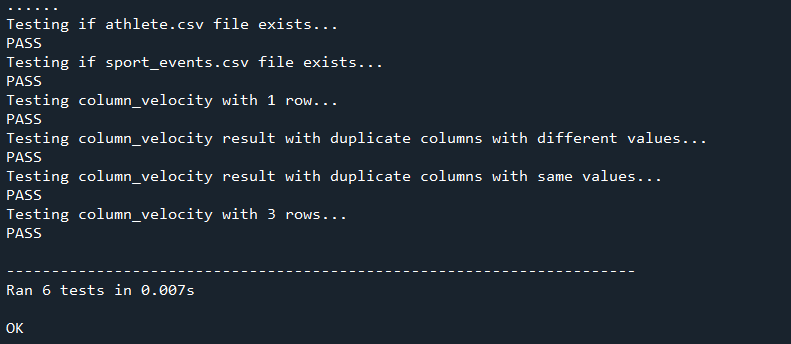 ......
Testing if athlete.csv file exists...
PASS
Testing if sport_events.csv file exists...
PASS
Testing column_velocity with 1 row...
PASS
Testing column_velocity result with duplicate columns with different values...
PASS
Testing column_velocity result with duplicate columns with same values...
PASS
Testing column_velocity with 3 rows...
PASS
----------------------------------------------------------------------
Ran 6 tests in 0.007s
OK